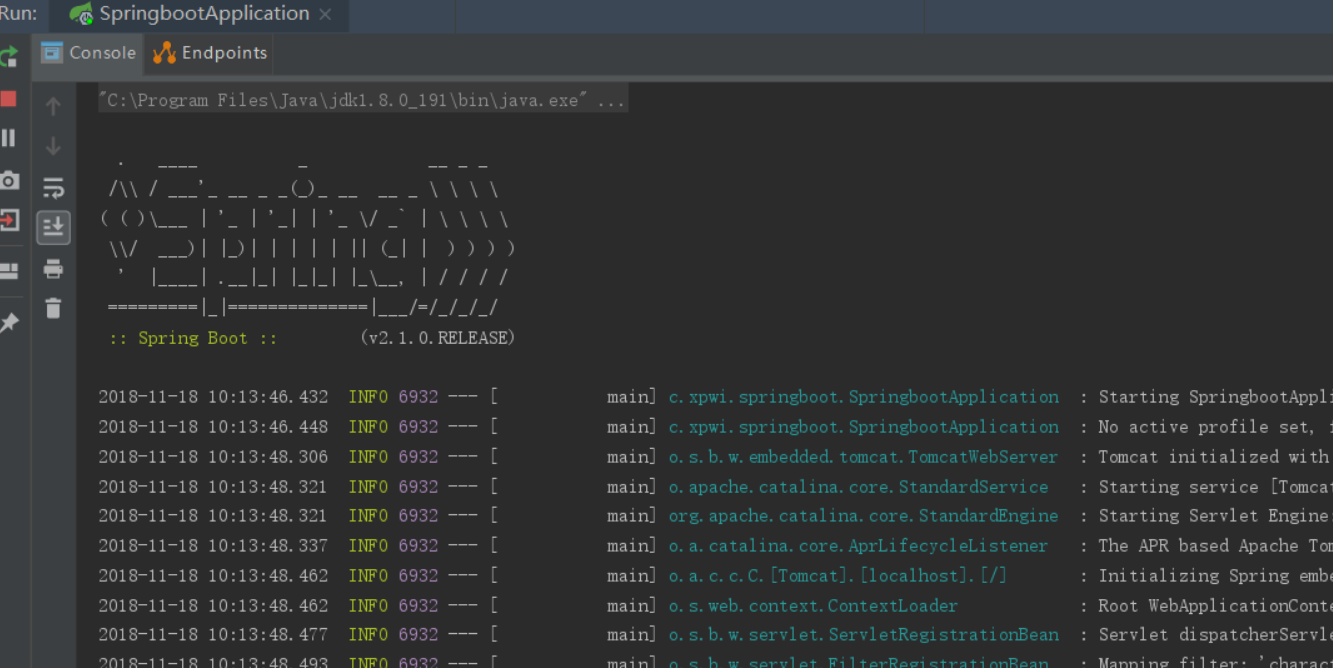 Run: SpringbootApplication ×
Console Endpoints
"C:\Program Files\Java\jdk1.8.0_191\bin\java.exe" ...
  .   ____          _            __ _ _
 /\\ / ___'_ __ _ _(_)_ __  __ _ \ \ \ \
( ( )\___ | '_ | '_| | '_ \/ _` | \ \ \ \
 \\/  ___)| |_)| | | | | || (_| |  ) ) ) )
  '  |____| .__|_| |_|_| |_\__, | / / / /
 =========|_|==============|___/=/_/_/_/
 :: Spring Boot ::        (v2.1.0.RELEASE)
2018-11-18 10:13:46.432  INFO 6932 --- [           main] c.xpwi.springboot.SpringbootApplication  : Starting SpringbootAppli
2018-11-18 10:13:46.448  INFO 6932 --- [           main] c.xpwi.springboot.SpringbootApplication  : No active profile set,
2018-11-18 10:13:48.306  INFO 6932 --- [           main] o.s.b.w.embedded.tomcat.TomcatWebServer  : Tomcat initialized with
2018-11-18 10:13:48.321  INFO 6932 --- [           main] o.apache.catalina.core.StandardService   : Starting service [Tomcat
2018-11-18 10:13:48.321  INFO 6932 --- [           main] org.apache.catalina.core.StandardEngine  : Starting Servlet Engine
2018-11-18 10:13:48.337  INFO 6932 --- [           main] o.a.catalina.core.AprLifecycleListener   : The APR based Apache Tom
2018-11-18 10:13:48.462  INFO 6932 --- [           main] o.a.c.c.C.[Tomcat].[localhost].[/]       : Initializing Spring embe
2018-11-18 10:13:48.462  INFO 6932 --- [           main] o.s.web.context.ContextLoader            : Root WebApplicationConte
2018-11-18 10:13:48.477  INFO 6932 --- [           main] o.s.b.w.servlet.ServletRegistrationBean  : Servlet dispatcherServle
2018-11-18 10:13:48.493  INFO 6932 --- [           main] o.s.b.w.servlet.FilterRegistrationBean   : Mapping filter: 'charac